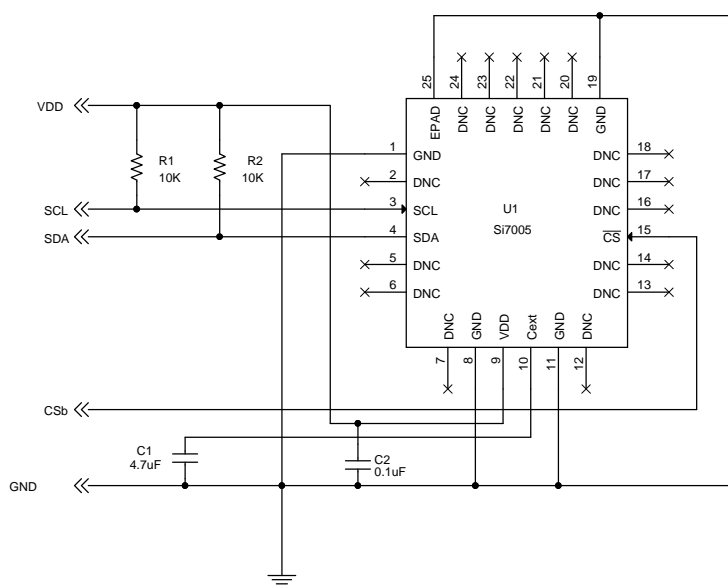 25
24
23
22
21
20
19
EPAD
DNC
DNC
DNC
DNC
DNC
GND
VDD
R1
10K
R2
10K
1
GND
DNC
18
2
DNC
DNC
17
SCL
3
SCL
U1
DNC
16
SDA
4
SDA
Si7005
CS
15
5
DNC
DNC
14
6
DNC
DNC
13
DNC
GND
VDD
Cext
GND
DNC
7
8
9
10
11
12
CSb
C1
4.7uF
C2
0.1uF
GND